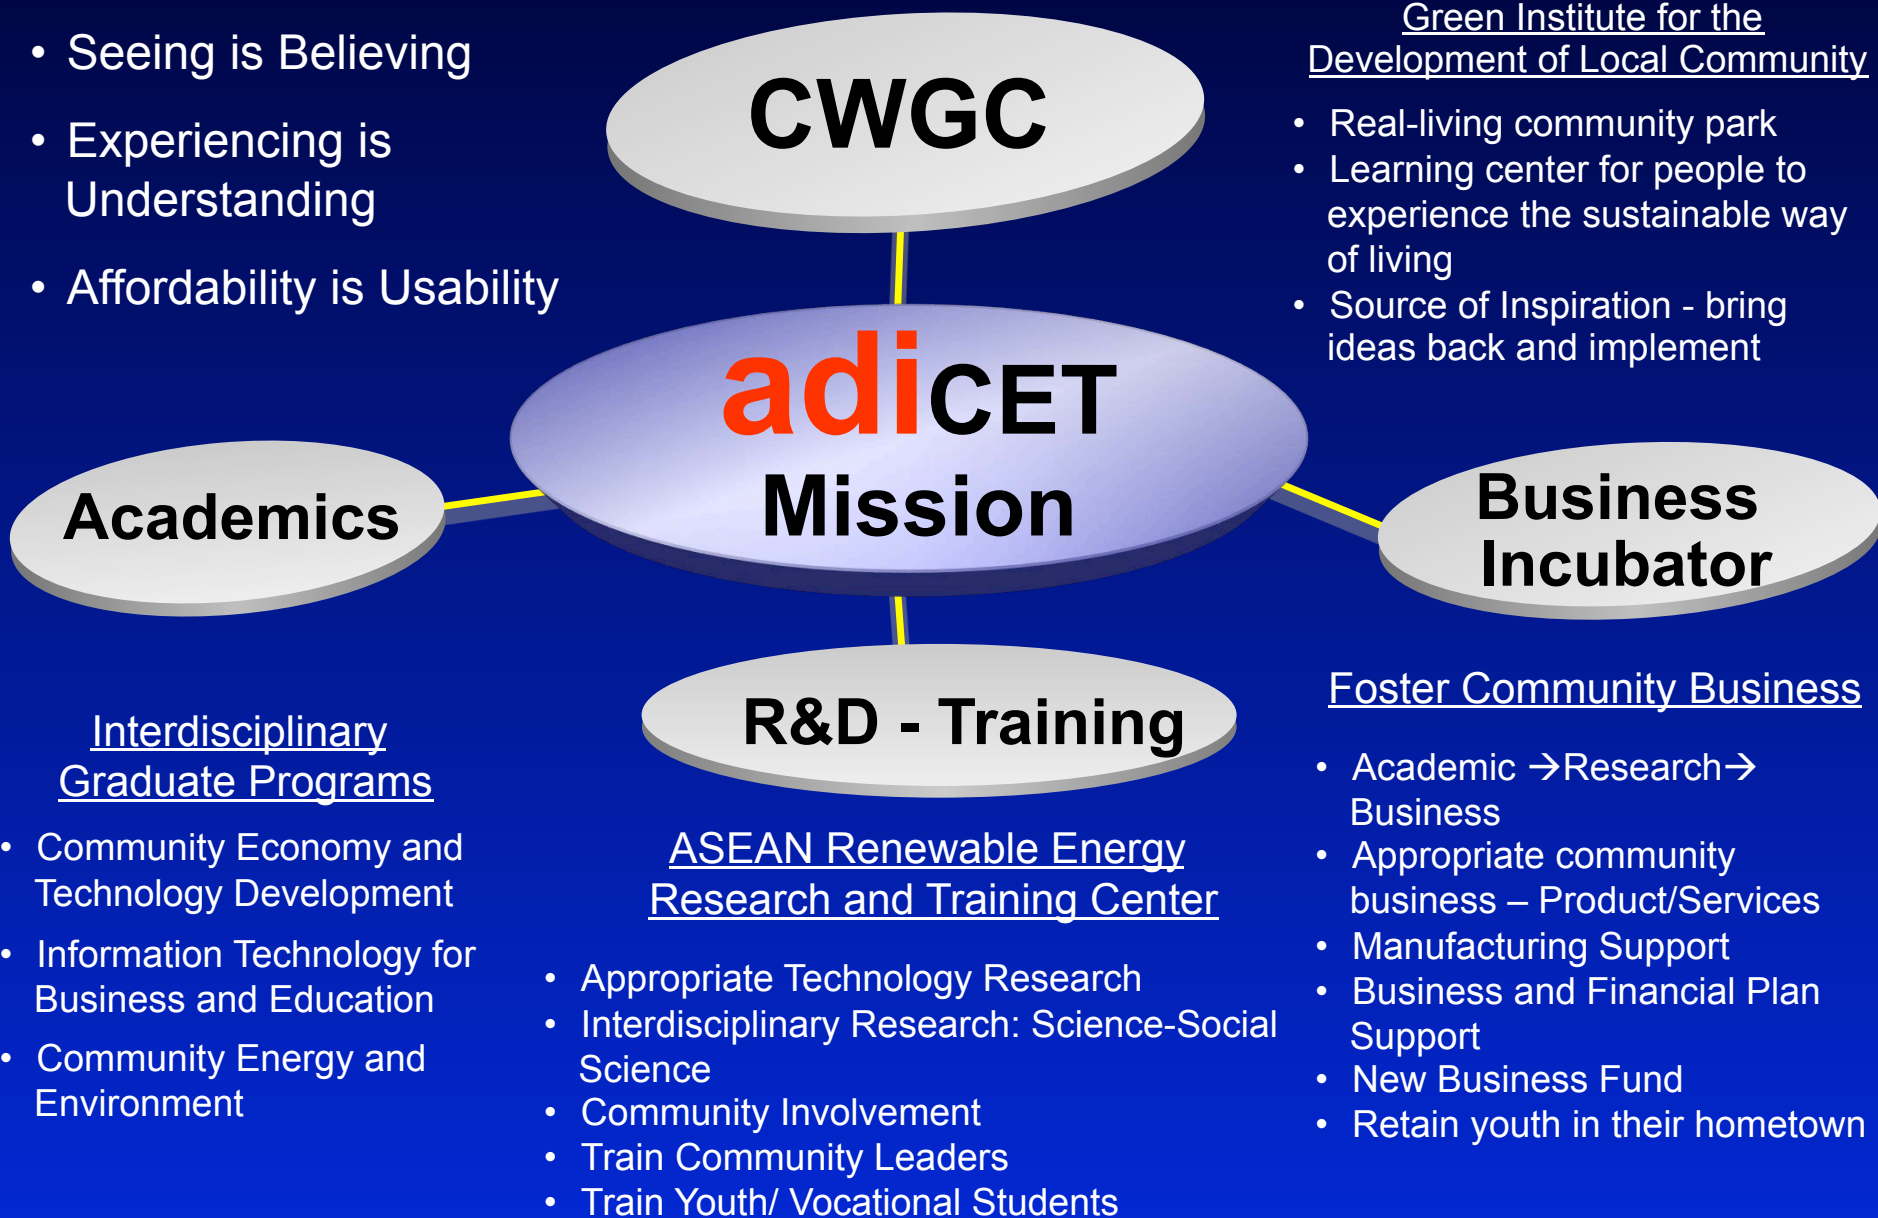 • Seeing is Believing
• Experiencing is
Understanding
• Affordability is Usability
CWGC
Green Institute for the
Development of Local Community
• Real-living community park
• Learning center for people to
experience the sustainable way
of living
• Source of Inspiration - bring
ideas back and implement
adiCET
Mission
Academics
Business
Incubator
R&D - Training
Interdisciplinary
Graduate Programs
• Community Economy and
Technology Development
• Information Technology for
Business and Education
• Community Energy and
Environment
ASEAN Renewable Energy
Research and Training Center
• Appropriate Technology Research
• Interdisciplinary Research: Science-Social
Science
• Community Involvement
• Train Community Leaders
• Train Youth/ Vocational Students
Foster Community Business
• Academic →Research→
Business
• Appropriate community
business – Product/Services
• Manufacturing Support
• Business and Financial Plan
Support
• New Business Fund
• Retain youth in their hometown